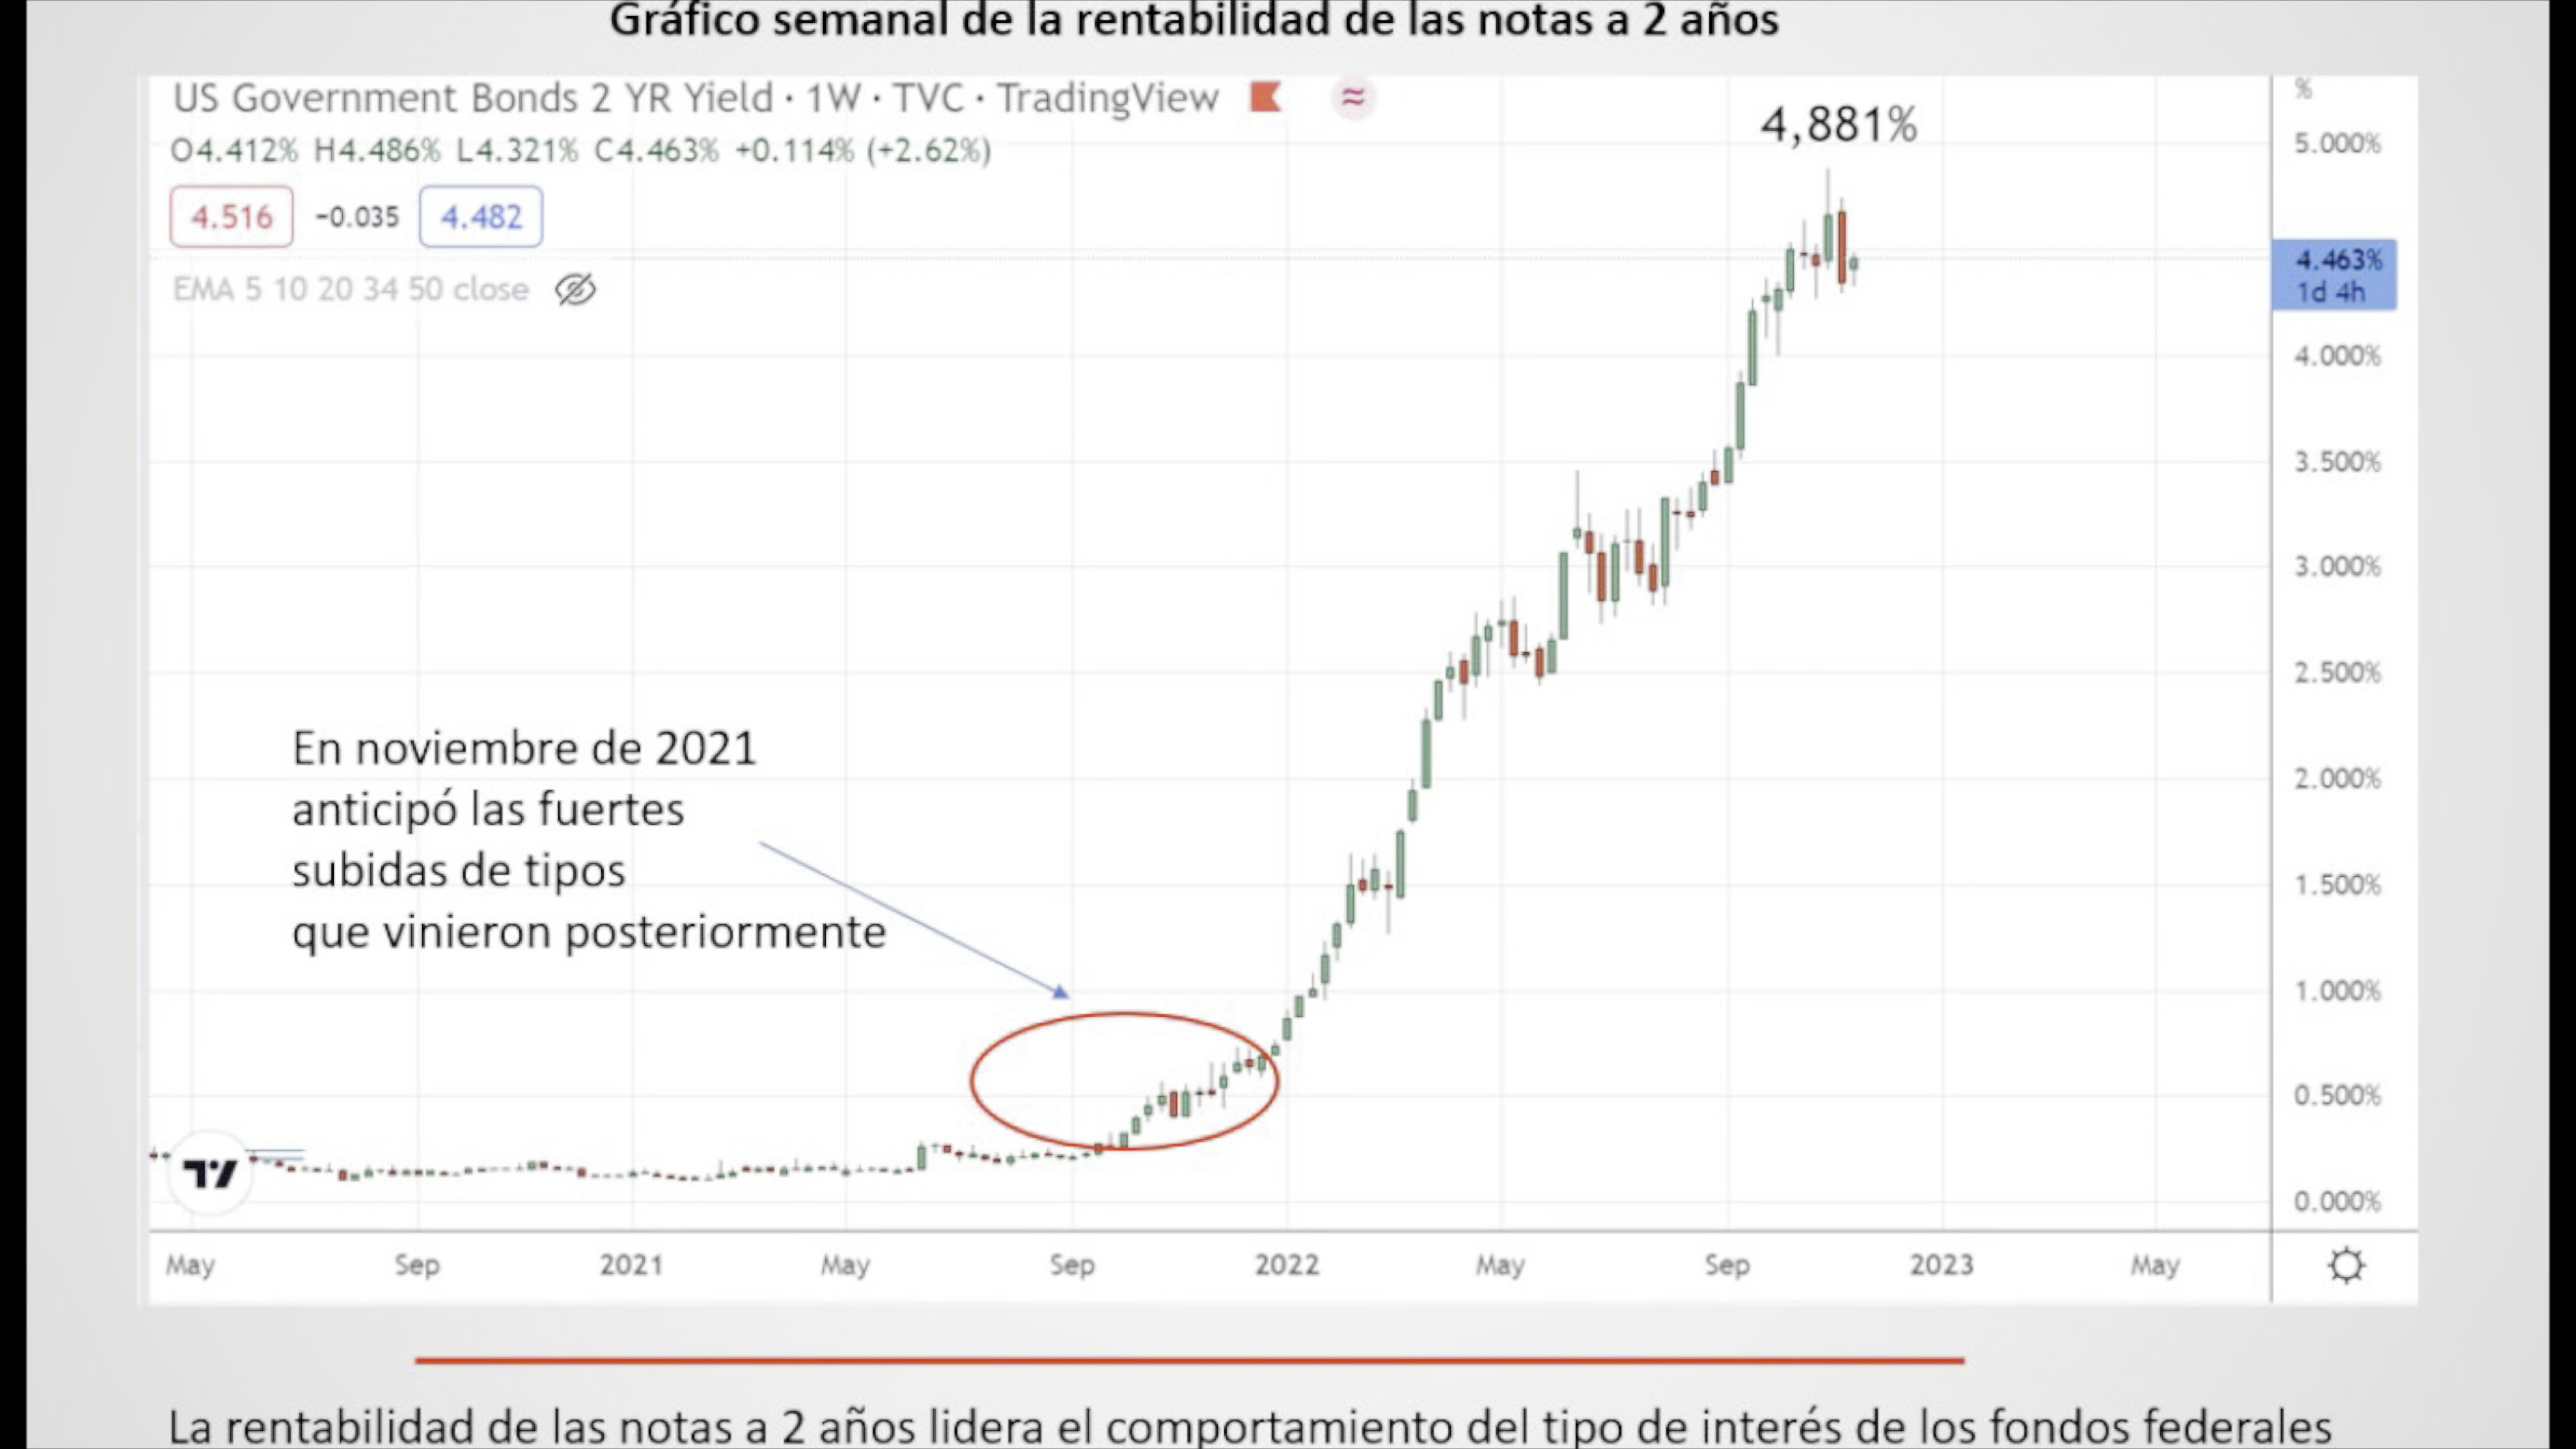 Gráfico semanal de la rentabilidad de las notas a 2 años
US Government Bonds 2 YR Yield · 1W · TVC · TradingView
O4.412% H4.486% L4.321% C4.463% +0.114% (+2.62%)
4.516 -0.035 4.482
EMA 5 10 20 34 50 close
4,881%
%
5.000%
4.463%
1d 4h
4.000%
3.500%
3.000%
2.500%
2.000%
1.500%
1.000%
0.500%
0.000%
En noviembre de 2021
anticipó las fuertes
subidas de tipos
que vinieron posteriormente
May Sep 2021 May Sep 2022 May Sep 2023 May
La rentabilidad de las notas a 2 años lidera el comportamiento del tipo de interés de los fondos federales